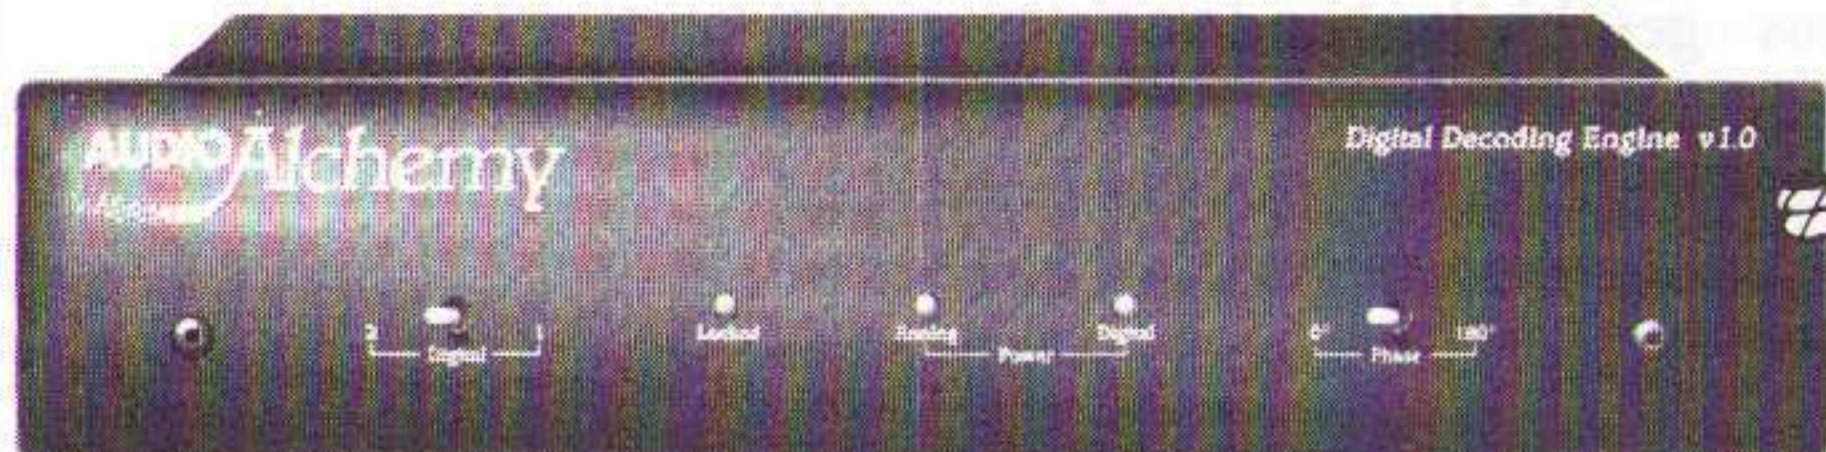 AUDIO Alchemy
Digital Decoding Engine v1.0
2 Digital 1
Locked
Analog Power Digital
0° Phase 180°